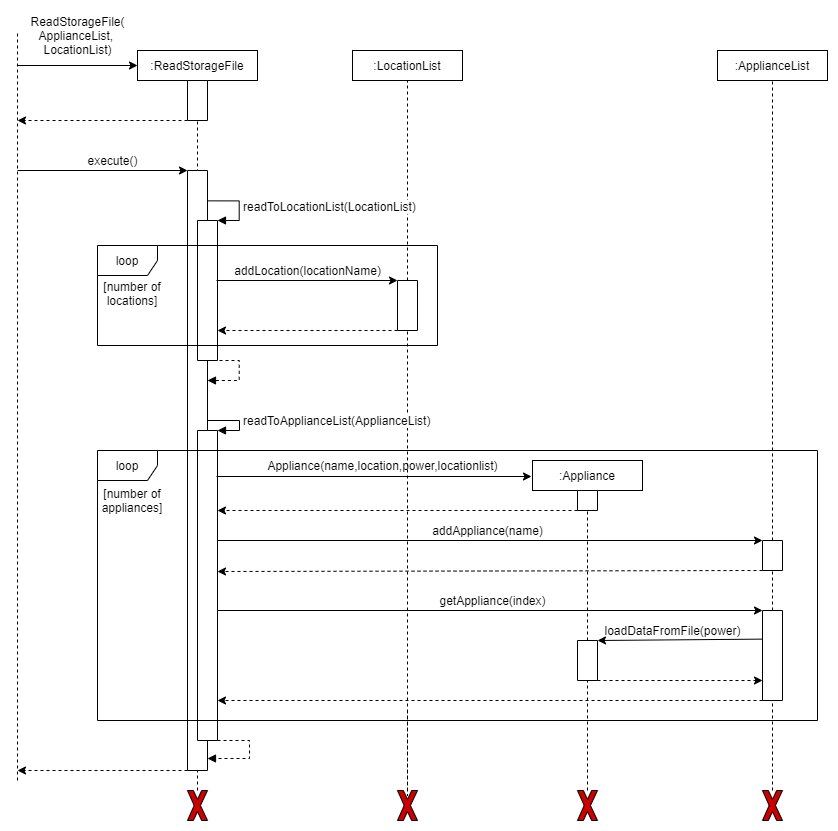 ReadStorageFile(
ApplianceList,
LocationList)
:ReadStorageFile
:LocationList
:ApplianceList
execute()
readToLocationList(LocationList)
loop
addLocation(locationName)
[number of
locations]
readToApplianceList(ApplianceList)
loop
Appliance(name,location,power,locationlist)
:Appliance
[number of
appliances]
addAppliance(name)
getAppliance(index)
loadDataFromFile(power)